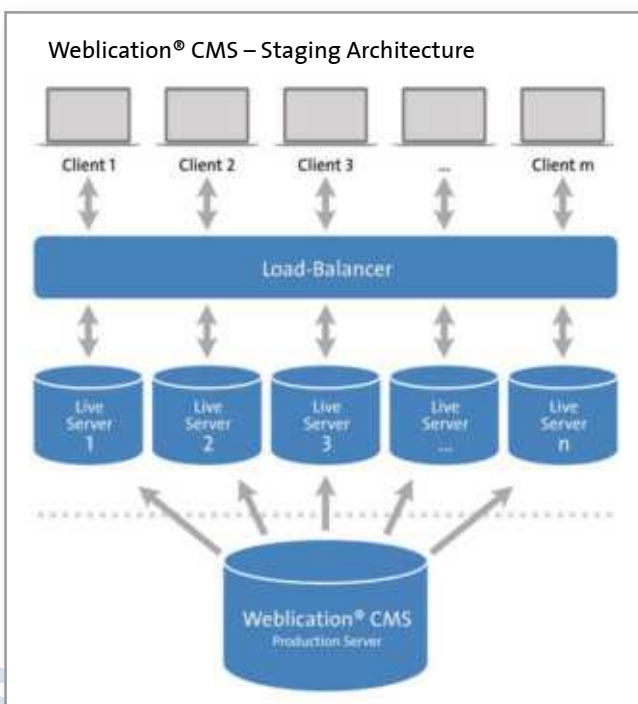 Weblication® CMS – Staging Architecture
Client 1
Client 2
Client 3
...
Client m
Load-Balancer
Live
Server
1
Live
Server
2
Live
Server
3
Live
Server
...
Live
Server
n
Weblication® CMS
Production Server